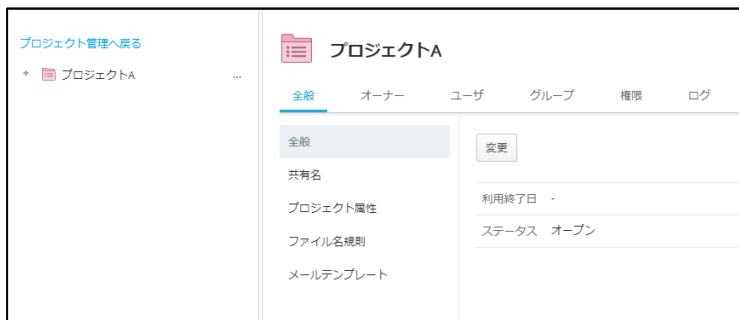 プロジェクト管理へ戻る
+ プロジェクトA ...
プロジェクトA
全般 オーナー ユーザ グループ 権限 ログ
全般
共有名
プロジェクト属性
ファイル名規則
メールテンプレート
変更
利用終了日 -
ステータス オープン